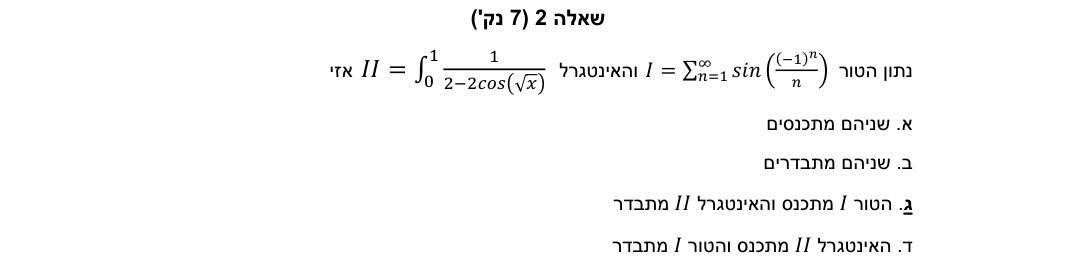 שאלה 2 (7 נק')
נתון הטור $I = \sum_{n=1}^{\infty} sin\left(\frac{(-1)^n}{n}\right)$ והאינטגרל $II = \int_0^1 \frac{1}{2-2cos(\sqrt{x})}$ אזי
א. שניהם מתכנסים
ב. שניהם מתבדרים
ג. הטור I מתכנס והאינטגרל II מתבדר
ד. האינטגרל II מתכנס והטור I מתבדר